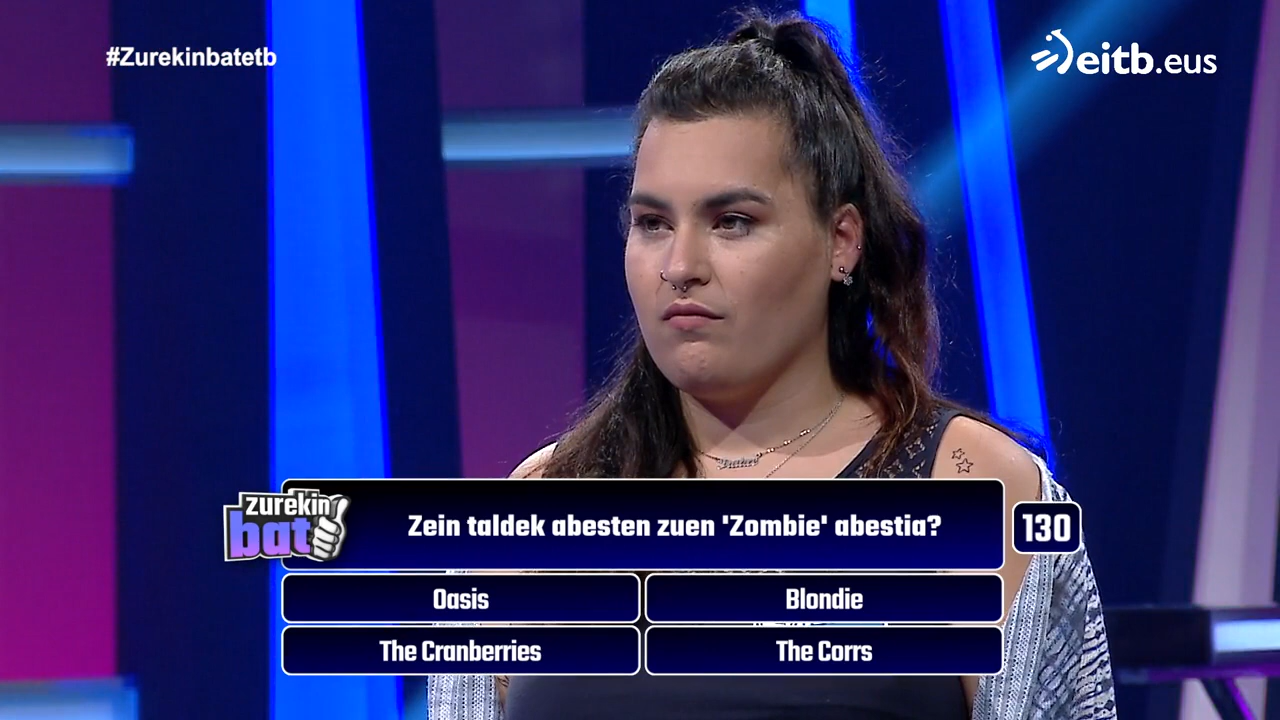 #Zurekinbatetb
eitb.eus
zurekin
bat
Zein taldek abesten zuen 'Zombie' abestia?
130
Oasis
Blondie
The Cranberries
The Corrs